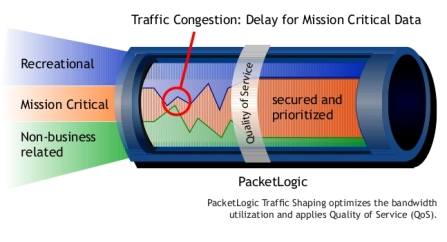 Traffic Congestion: Delay for Mission Critical Data
Recreational
Mission Critical
Non-business
related
Quality of Service
secured and
prioritized
PacketLogic
PacketLogic Traffic Shaping optimizes the bandwidth
utilization and applies Quality of Service (QoS).